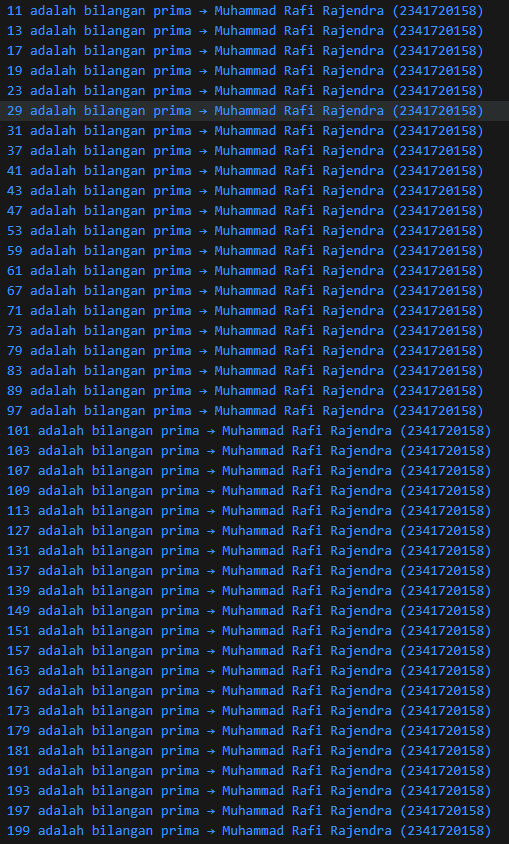 11 adalah bilangan prima → Muhammad Rafi Rajendra (2341720158)
13 adalah bilangan prima → Muhammad Rafi Rajendra (2341720158)
17 adalah bilangan prima → Muhammad Rafi Rajendra (2341720158)
19 adalah bilangan prima → Muhammad Rafi Rajendra (2341720158)
23 adalah bilangan prima → Muhammad Rafi Rajendra (2341720158)
29 adalah bilangan prima → Muhammad Rafi Rajendra (2341720158)
31 adalah bilangan prima → Muhammad Rafi Rajendra (2341720158)
37 adalah bilangan prima → Muhammad Rafi Rajendra (2341720158)
41 adalah bilangan prima → Muhammad Rafi Rajendra (2341720158)
43 adalah bilangan prima → Muhammad Rafi Rajendra (2341720158)
47 adalah bilangan prima → Muhammad Rafi Rajendra (2341720158)
53 adalah bilangan prima → Muhammad Rafi Rajendra (2341720158)
59 adalah bilangan prima → Muhammad Rafi Rajendra (2341720158)
61 adalah bilangan prima → Muhammad Rafi Rajendra (2341720158)
67 adalah bilangan prima → Muhammad Rafi Rajendra (2341720158)
71 adalah bilangan prima → Muhammad Rafi Rajendra (2341720158)
73 adalah bilangan prima → Muhammad Rafi Rajendra (2341720158)
79 adalah bilangan prima → Muhammad Rafi Rajendra (2341720158)
83 adalah bilangan prima → Muhammad Rafi Rajendra (2341720158)
89 adalah bilangan prima → Muhammad Rafi Rajendra (2341720158)
97 adalah bilangan prima → Muhammad Rafi Rajendra (2341720158)
101 adalah bilangan prima → Muhammad Rafi Rajendra (2341720158)
103 adalah bilangan prima → Muhammad Rafi Rajendra (2341720158)
107 adalah bilangan prima → Muhammad Rafi Rajendra (2341720158)
109 adalah bilangan prima → Muhammad Rafi Rajendra (2341720158)
113 adalah bilangan prima → Muhammad Rafi Rajendra (2341720158)
127 adalah bilangan prima → Muhammad Rafi Rajendra (2341720158)
131 adalah bilangan prima → Muhammad Rafi Rajendra (2341720158)
137 adalah bilangan prima → Muhammad Rafi Rajendra (2341720158)
139 adalah bilangan prima → Muhammad Rafi Rajendra (2341720158)
149 adalah bilangan prima → Muhammad Rafi Rajendra (2341720158)
151 adalah bilangan prima → Muhammad Rafi Rajendra (2341720158)
157 adalah bilangan prima → Muhammad Rafi Rajendra (2341720158)
163 adalah bilangan prima → Muhammad Rafi Rajendra (2341720158)
167 adalah bilangan prima → Muhammad Rafi Rajendra (2341720158)
173 adalah bilangan prima → Muhammad Rafi Rajendra (2341720158)
179 adalah bilangan prima → Muhammad Rafi Rajendra (2341720158)
181 adalah bilangan prima → Muhammad Rafi Rajendra (2341720158)
191 adalah bilangan prima → Muhammad Rafi Rajendra (2341720158)
193 adalah bilangan prima → Muhammad Rafi Rajendra (2341720158)
197 adalah bilangan prima → Muhammad Rafi Rajendra (2341720158)
199 adalah bilangan prima → Muhammad Rafi Rajendra (2341720158)